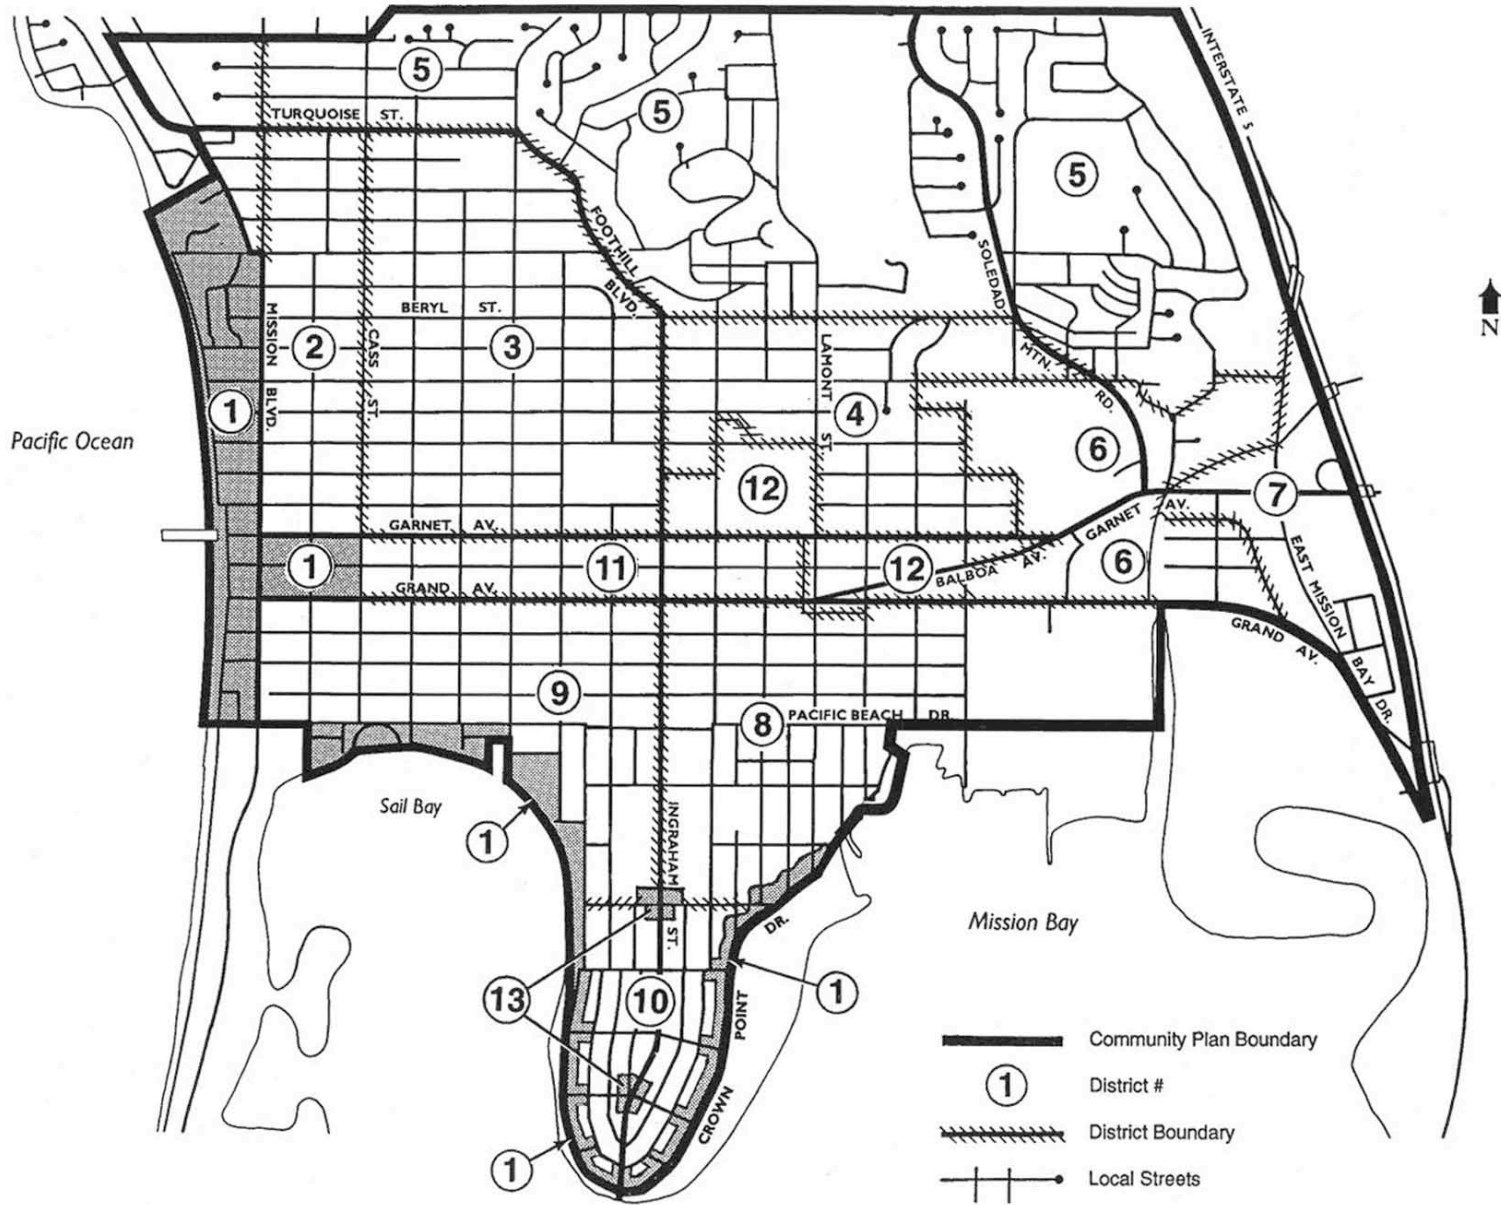 INTERSTATE 5
5
TURQUOISE ST.
5
5
FOOTHILL BLVD.
SOLEDAD MTN. RD.
N
BERYL ST.
MISSION BLVD.
2
CASS ST.
3
LAMONT ST.
1
4
Pacific Ocean
6
12
7
GARNET AV.
GARNET AV.
1
11
12
BALBOA AV.
6
EAST MISSION BAY DR.
GRAND AV.
GRAND AV.
9
8
PACIFIC BEACH DR.
Sail Bay
1
INGRAHAM ST.
Mission Bay
13
10
1
CROWN POINT DR.
1
Community Plan Boundary
1
District #
District Boundary
Local Streets